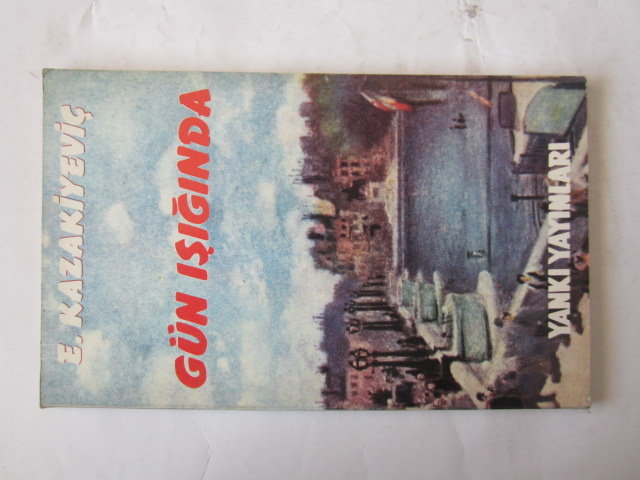 E. KAZAKİYEVİÇ
GÜN IŞIĞINDA
YANKI YAYINLARI